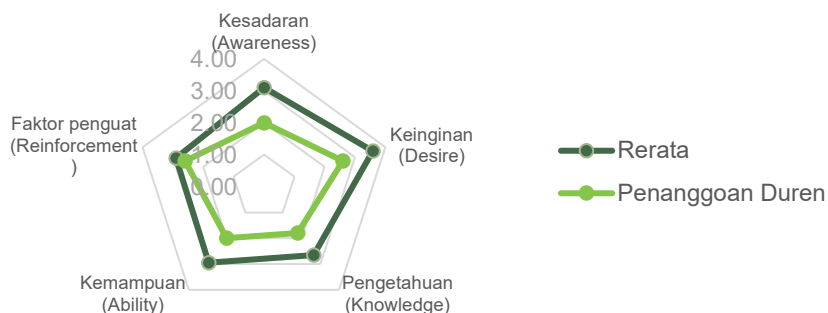 Kesadaran
(Awareness)
4.00
3.00
2.00
1.00
0.00
Faktor penguat
(Reinforcement
)
Keinginan
(Desire)
Kemampuan
(Ability)
Pengetahuan
(Knowledge)
Rerata
Penanggoan Duren